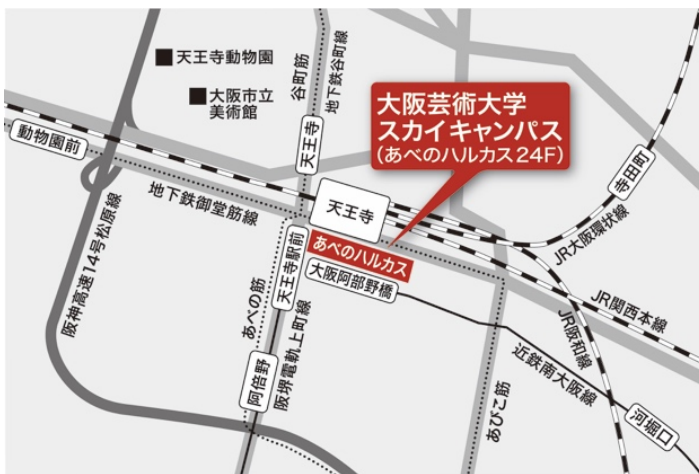 ■天王寺動物園
■大阪市立
美術館
谷町筋
地下鉄谷町線
大阪芸術大学
スカイキャンパス
(あべのハルカス24F)
動物園前
天王寺
寺田町
地下鉄御堂筋線
天王寺
JR大阪環状線
阪神高速14号松原線
天王寺駅前
あべのハルカス
大阪阿部野橋
JR関西本線
あべの筋
阪堺電軌上町線
JR阪和線
近鉄南大阪線
阿倍野
あびこ筋
河堀口